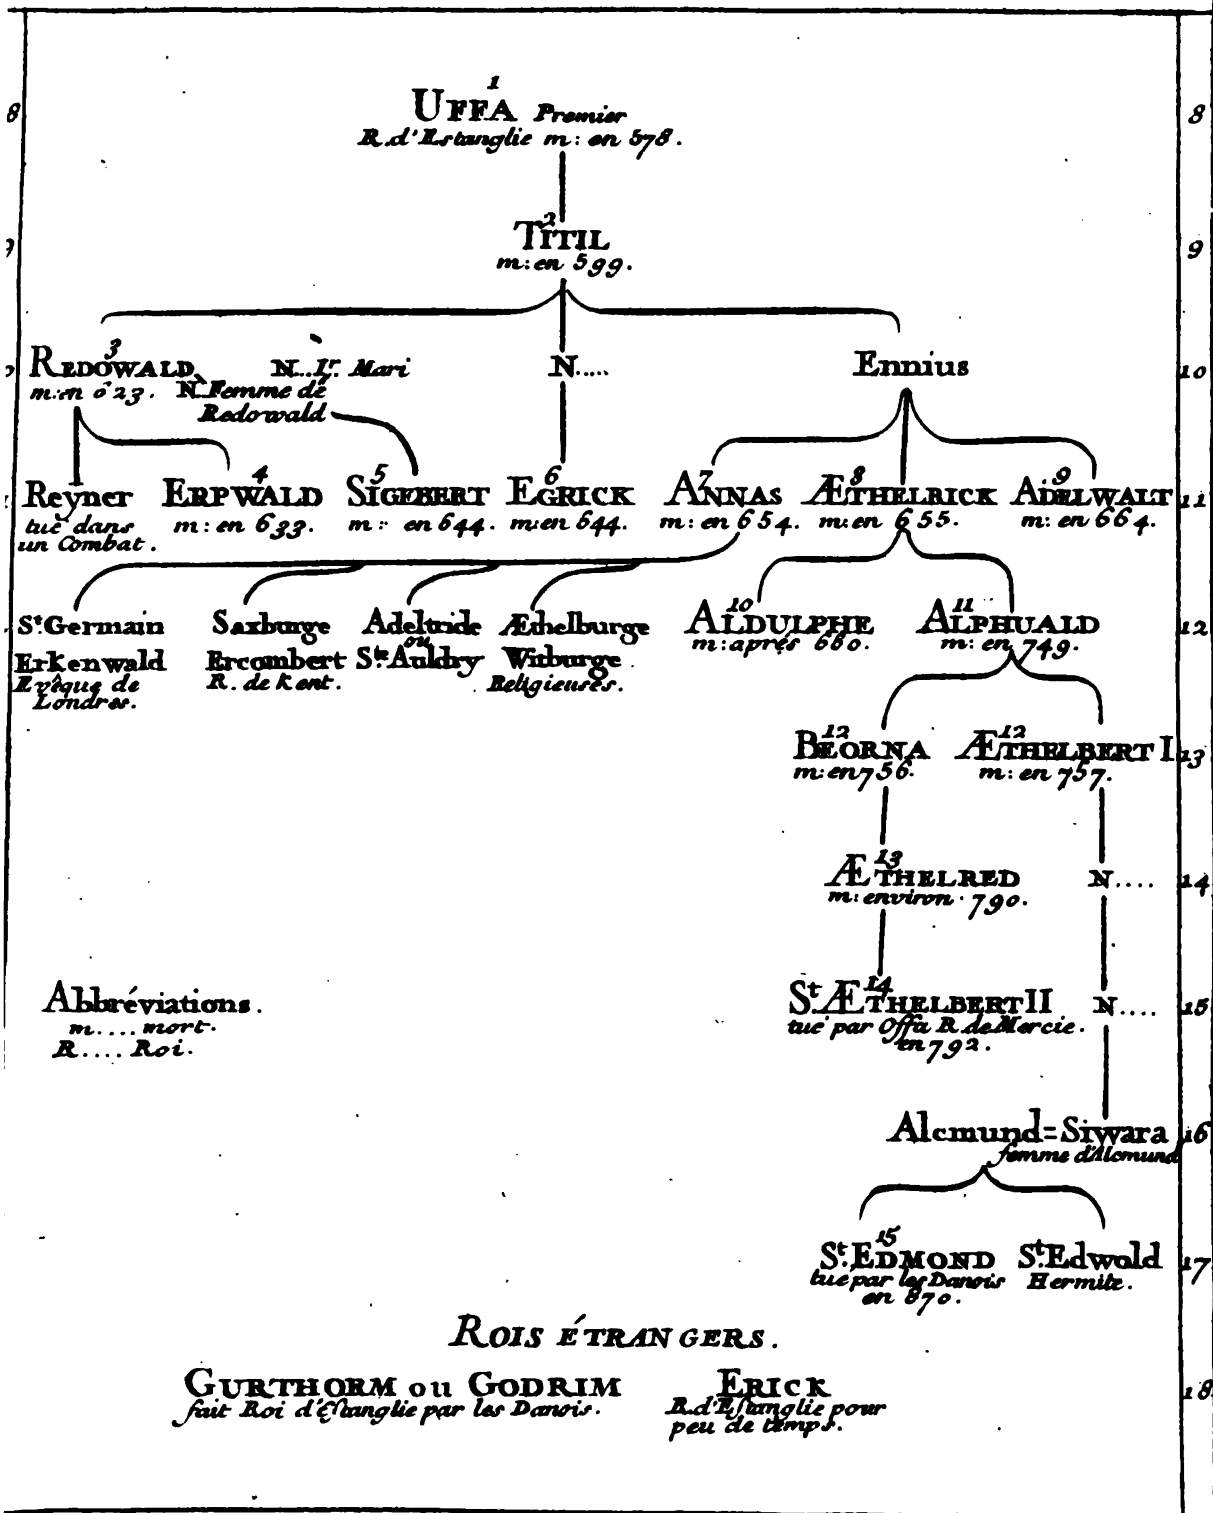 1
8 UFFA Premier 8
R. d'Estanglie m: en 578.
2
TITIL
9 m: en 599. 9
3
REDOWALD N... Ir. Mari N..... Ennius 10
m: en 623. N. Femme de
Redowald
4 5 6 7 8 9
Reyner ERPWALD SIGEBERT EGRICK ANNAS ÆTHELRICK ADELWALT 11
tué dans m: en 633. m: en 644. m: en 644. m: en 654. m: en 655. m: en 664.
un Combat.
10 11
St. Germain Saxburge Adeltride Æthelburge ALDULPHE ALPHUALD 12
ou m: aprés 680. m: en 749.
Erkenwald Ercombert Ste. Auldry Witburge
Evêque de R. de Kent. Religieuses.
Londres.
12 12
BEORNA ÆTHELBERT I 13
m: en 756. m: en 757.
13
ÆTHELRED N.... 14
m: environ 790.
14
Abbréviations. St. ÆTHELBERT II N.... 15
m.... mort. tué par Offa R. de Mercie.
R.... Roi. en 792.
Alcmund=Siwara 16
femme d'Alcmund
15
St. EDMOND St. Edwold 17
tué par les Danois Hermite.
en 870.
ROIS ÉTRANGERS.
GURTHORM ou GODRIM ERICK 18
fait Roi d'Estanglie par les Danois. R. d'Estanglie pour
peu de temps.